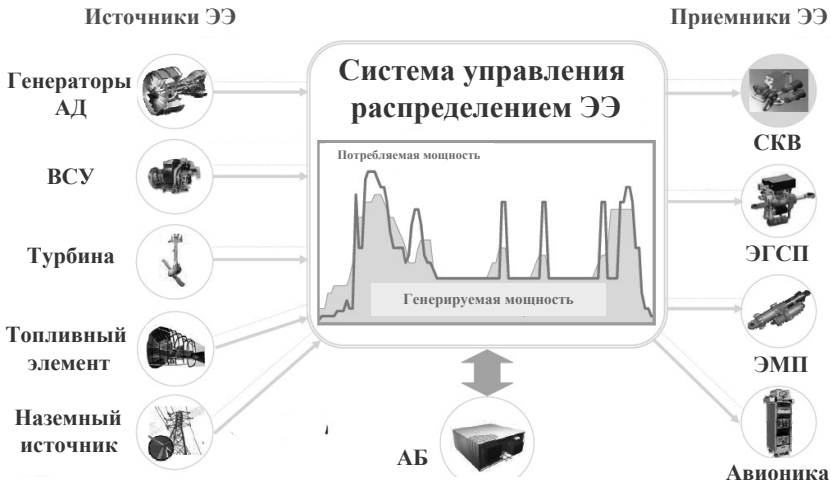 Источники ЭЭ
Приемники ЭЭ
Генераторы
АД
ВСУ
Турбина
Топливный
элемент
Наземный
источник
Система управления
распределением ЭЭ
Потребляемая мощность
Генерируемая мощность
АБ
СКВ
ЭГСП
ЭМП
Авионика